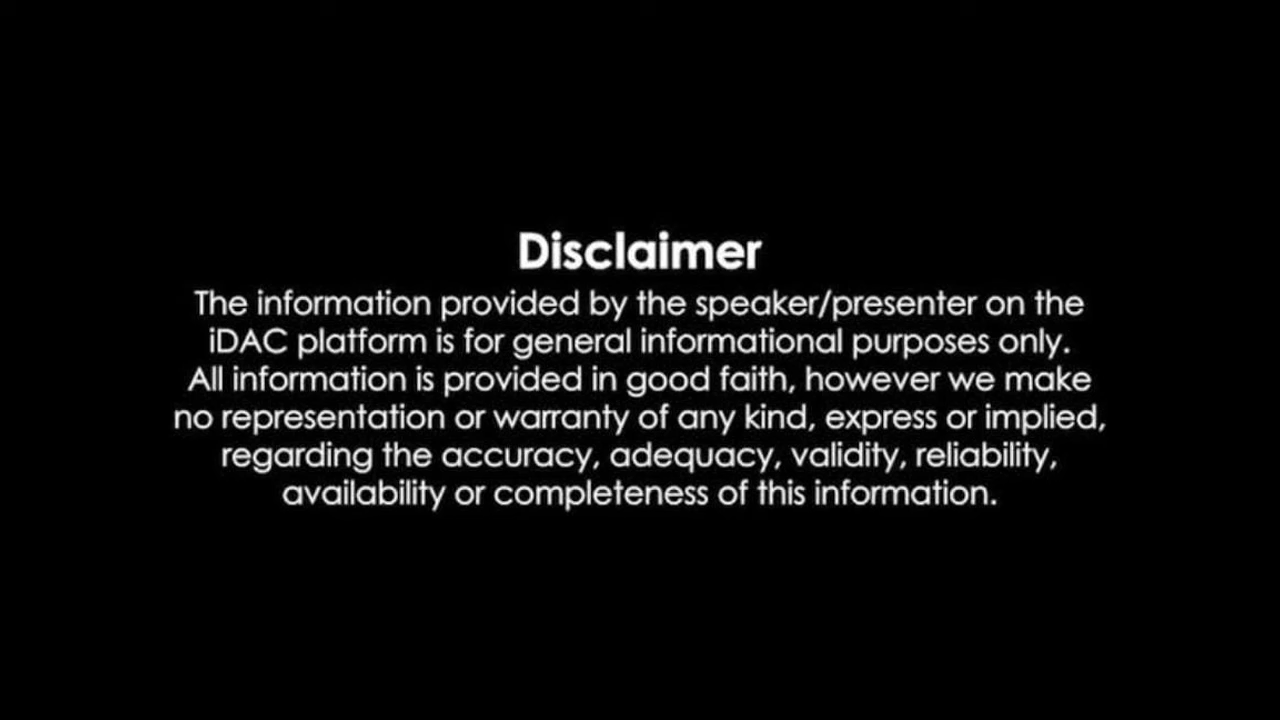 Disclaimer
The information provided by the speaker/presenter on the
iDAC platform is for general informational purposes only.
All information is provided in good faith, however we make
no representation or warranty of any kind, express or implied,
regarding the accuracy, adequacy, validity, reliability,
availability or completeness of this information.